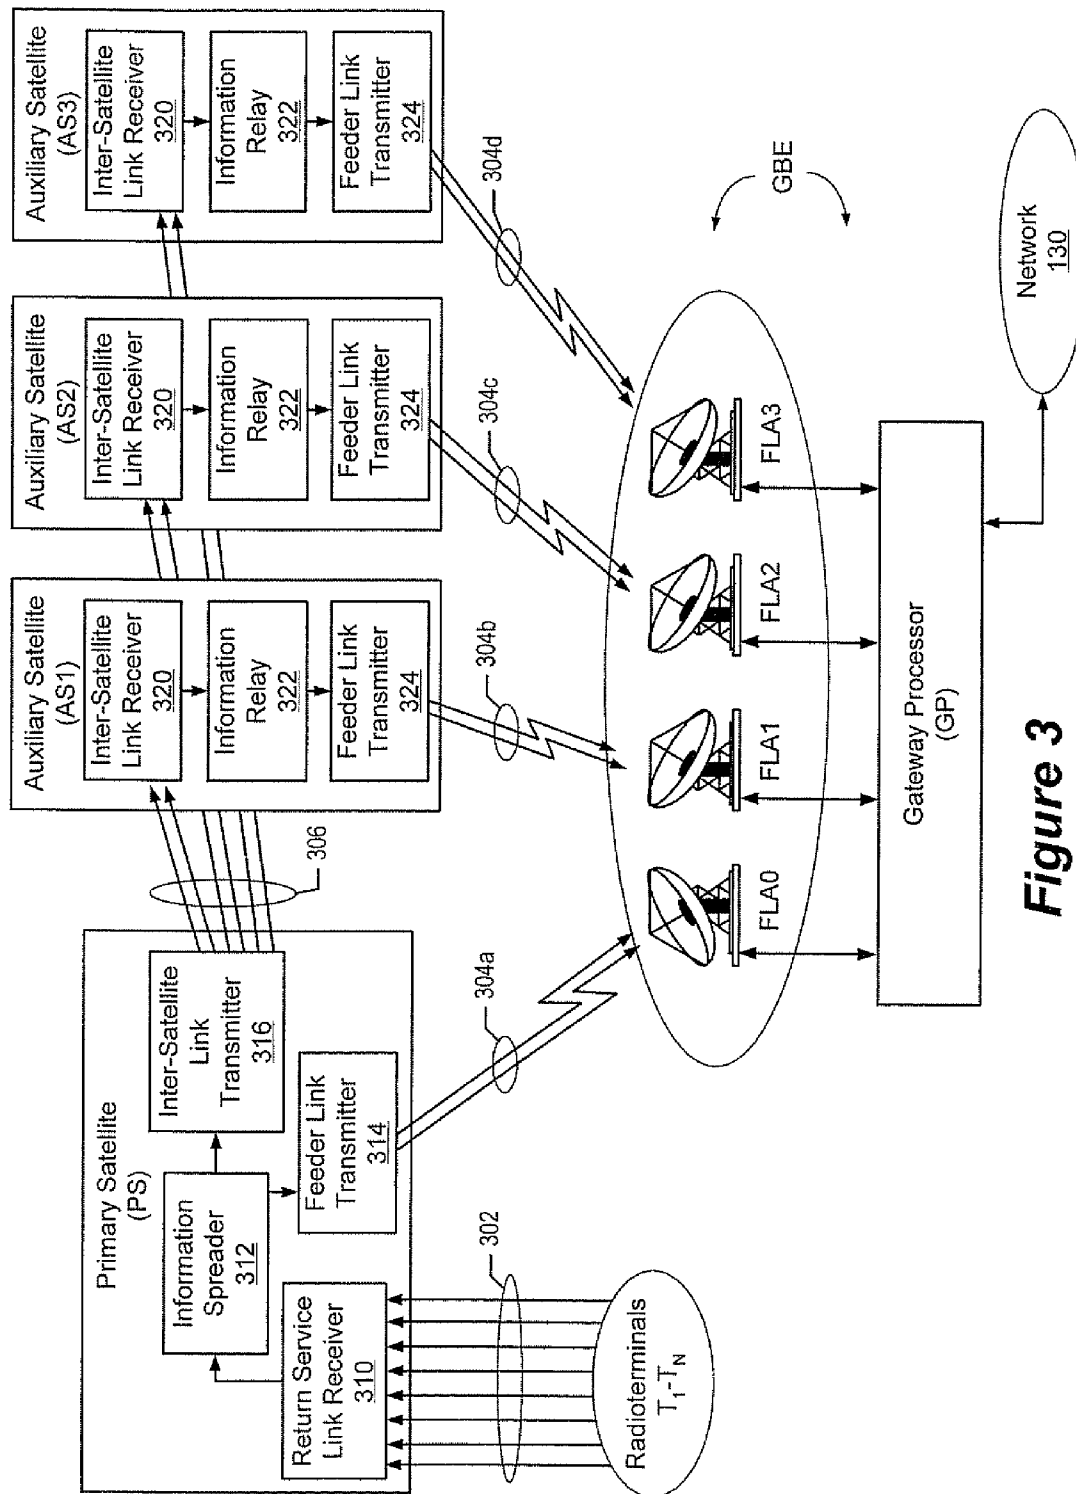 Primary Satellite
(PS)
Information
Spreader
312
Inter-Satellite
Link
Transmitter
316
Return Service
Link Receiver
310
Feeder Link
Transmitter
314
302
Radioterminals
T1-TN
306
Auxiliary Satellite
(AS1)
Inter-Satellite
Link Receiver
320
Information
Relay
322
Feeder Link
Transmitter
324
Auxiliary Satellite
(AS2)
Inter-Satellite
Link Receiver
320
Information
Relay
322
Feeder Link
Transmitter
324
Auxiliary Satellite
(AS3)
Inter-Satellite
Link Receiver
320
Information
Relay
322
Feeder Link
Transmitter
324
304a
304b
304c
304d
FLA0
FLA1
FLA2
FLA3
GBE
Gateway Processor
(GP)
Network
130
Figure 3